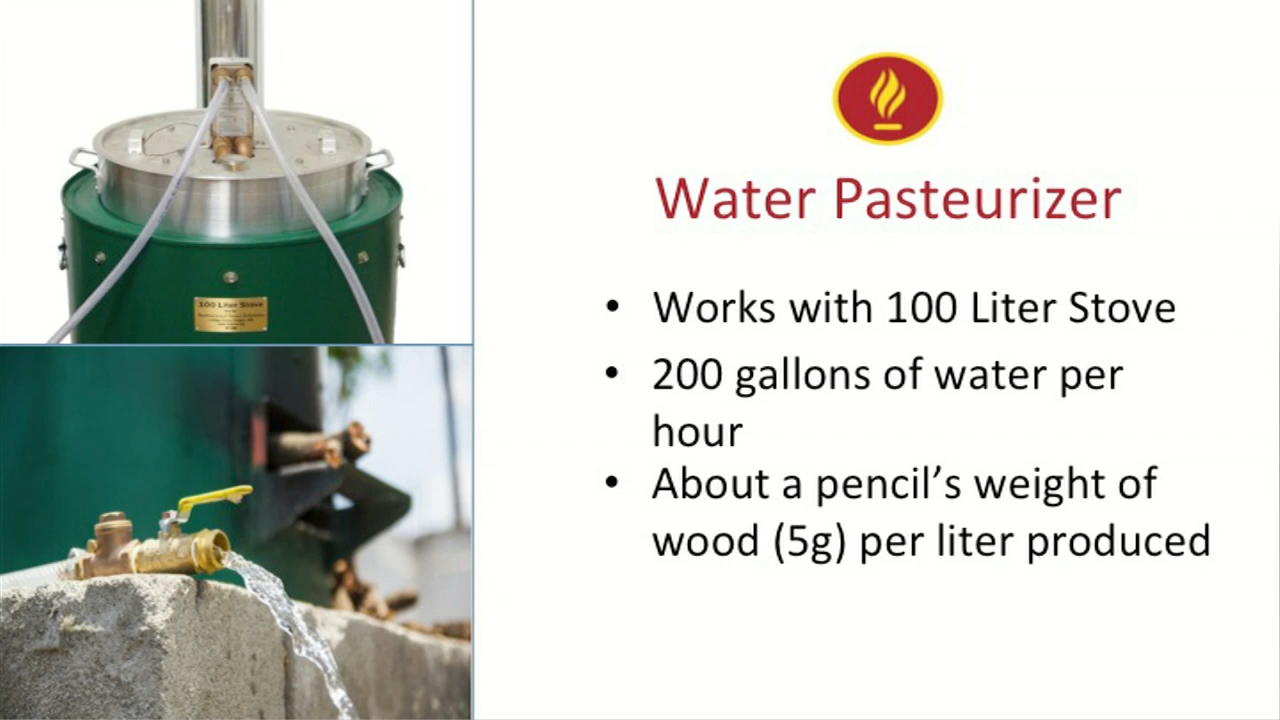 100 Liter Stove
Water Pasteurizer
• Works with 100 Liter Stove
• 200 gallons of water per
hour
• About a pencil’s weight of
wood (5g) per liter produced